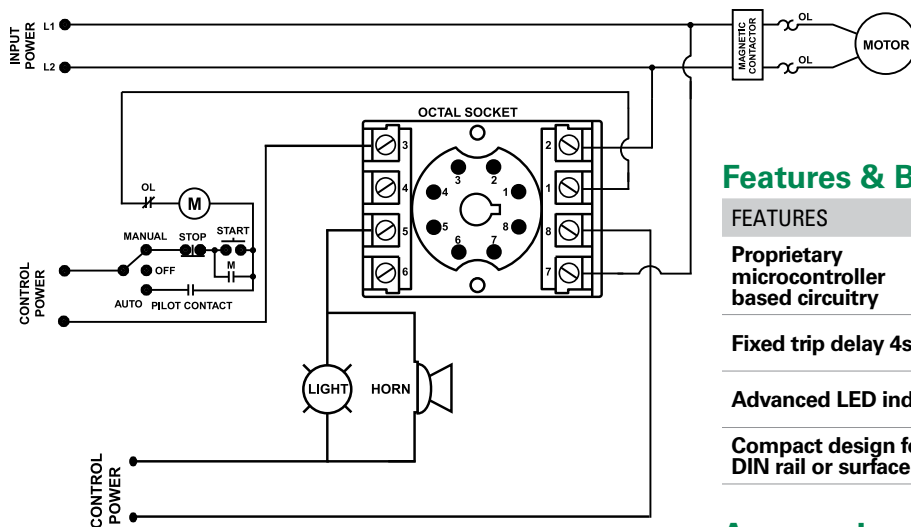 INPUT POWER
L1
L2
MAGNETIC CONTACTOR
OL
OL
MOTOR
OCTAL SOCKET
3
4
5
6
2
1
8
7
3
2
4
1
5
8
6
7
OL
M
MANUAL
STOP
START
M
OFF
AUTO
PILOT CONTACT
CONTROL POWER
LIGHT
HORN
CONTROL POWER
Features & B
FEATURES
Proprietary
microcontroller
based circuitry
Fixed trip delay 4s
Advanced LED ind
Compact design fo
DIN rail or surface